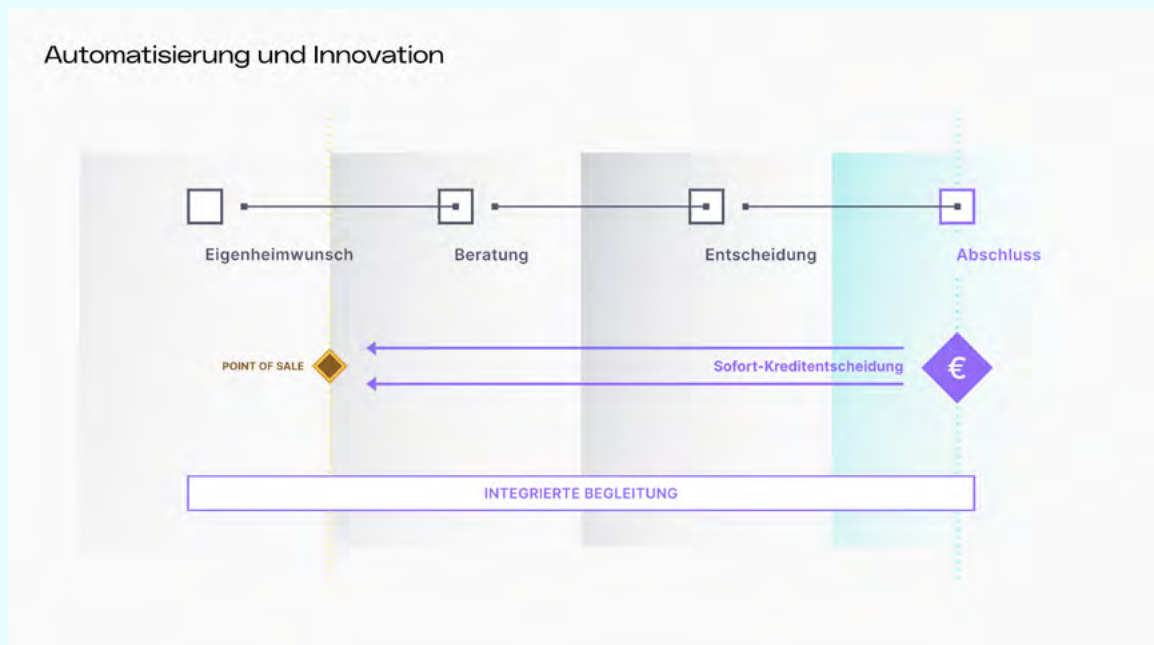 Automatisierung und Innovation
Eigenheimwunsch
Beratung
Entscheidung
Abschluss
POINT OF SALE
Sofort-Kreditentscheidung
€
INTEGRIERTE BEGLEITUNG